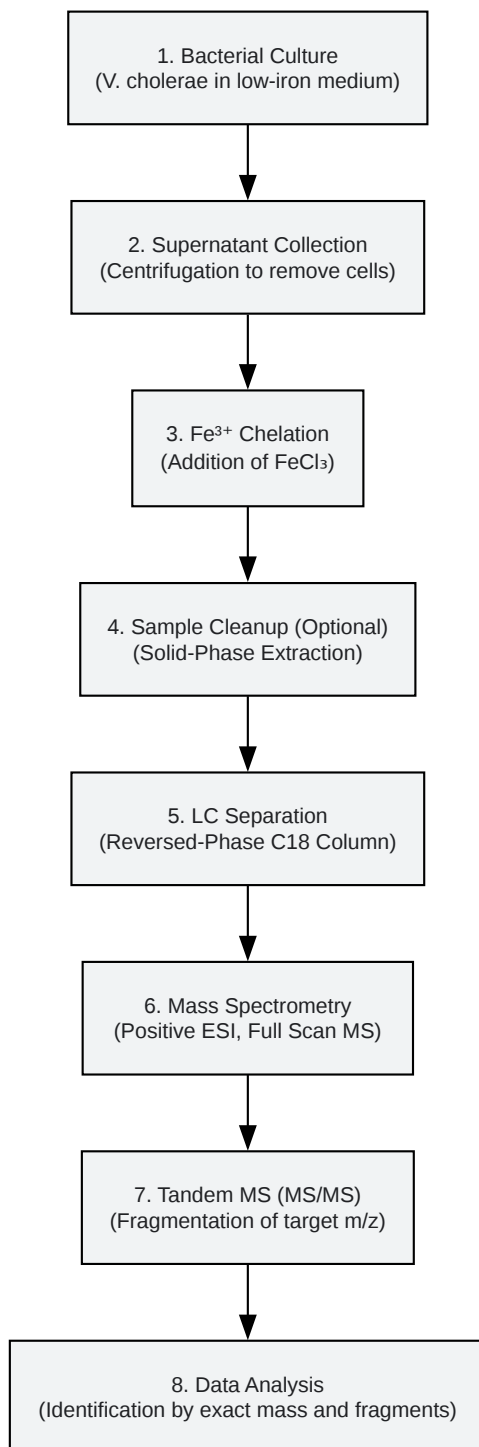 1. Bacterial Culture
(V. cholerae in low-iron medium)
2. Supernatant Collection
(Centrifugation to remove cells)
3. Fe³⁺ Chelation
(Addition of FeCl₃)
4. Sample Cleanup (Optional)
(Solid-Phase Extraction)
5. LC Separation
(Reversed-Phase C18 Column)
6. Mass Spectrometry
(Positive ESI, Full Scan MS)
7. Tandem MS (MS/MS)
(Fragmentation of target m/z)
8. Data Analysis
(Identification by exact mass and fragments)